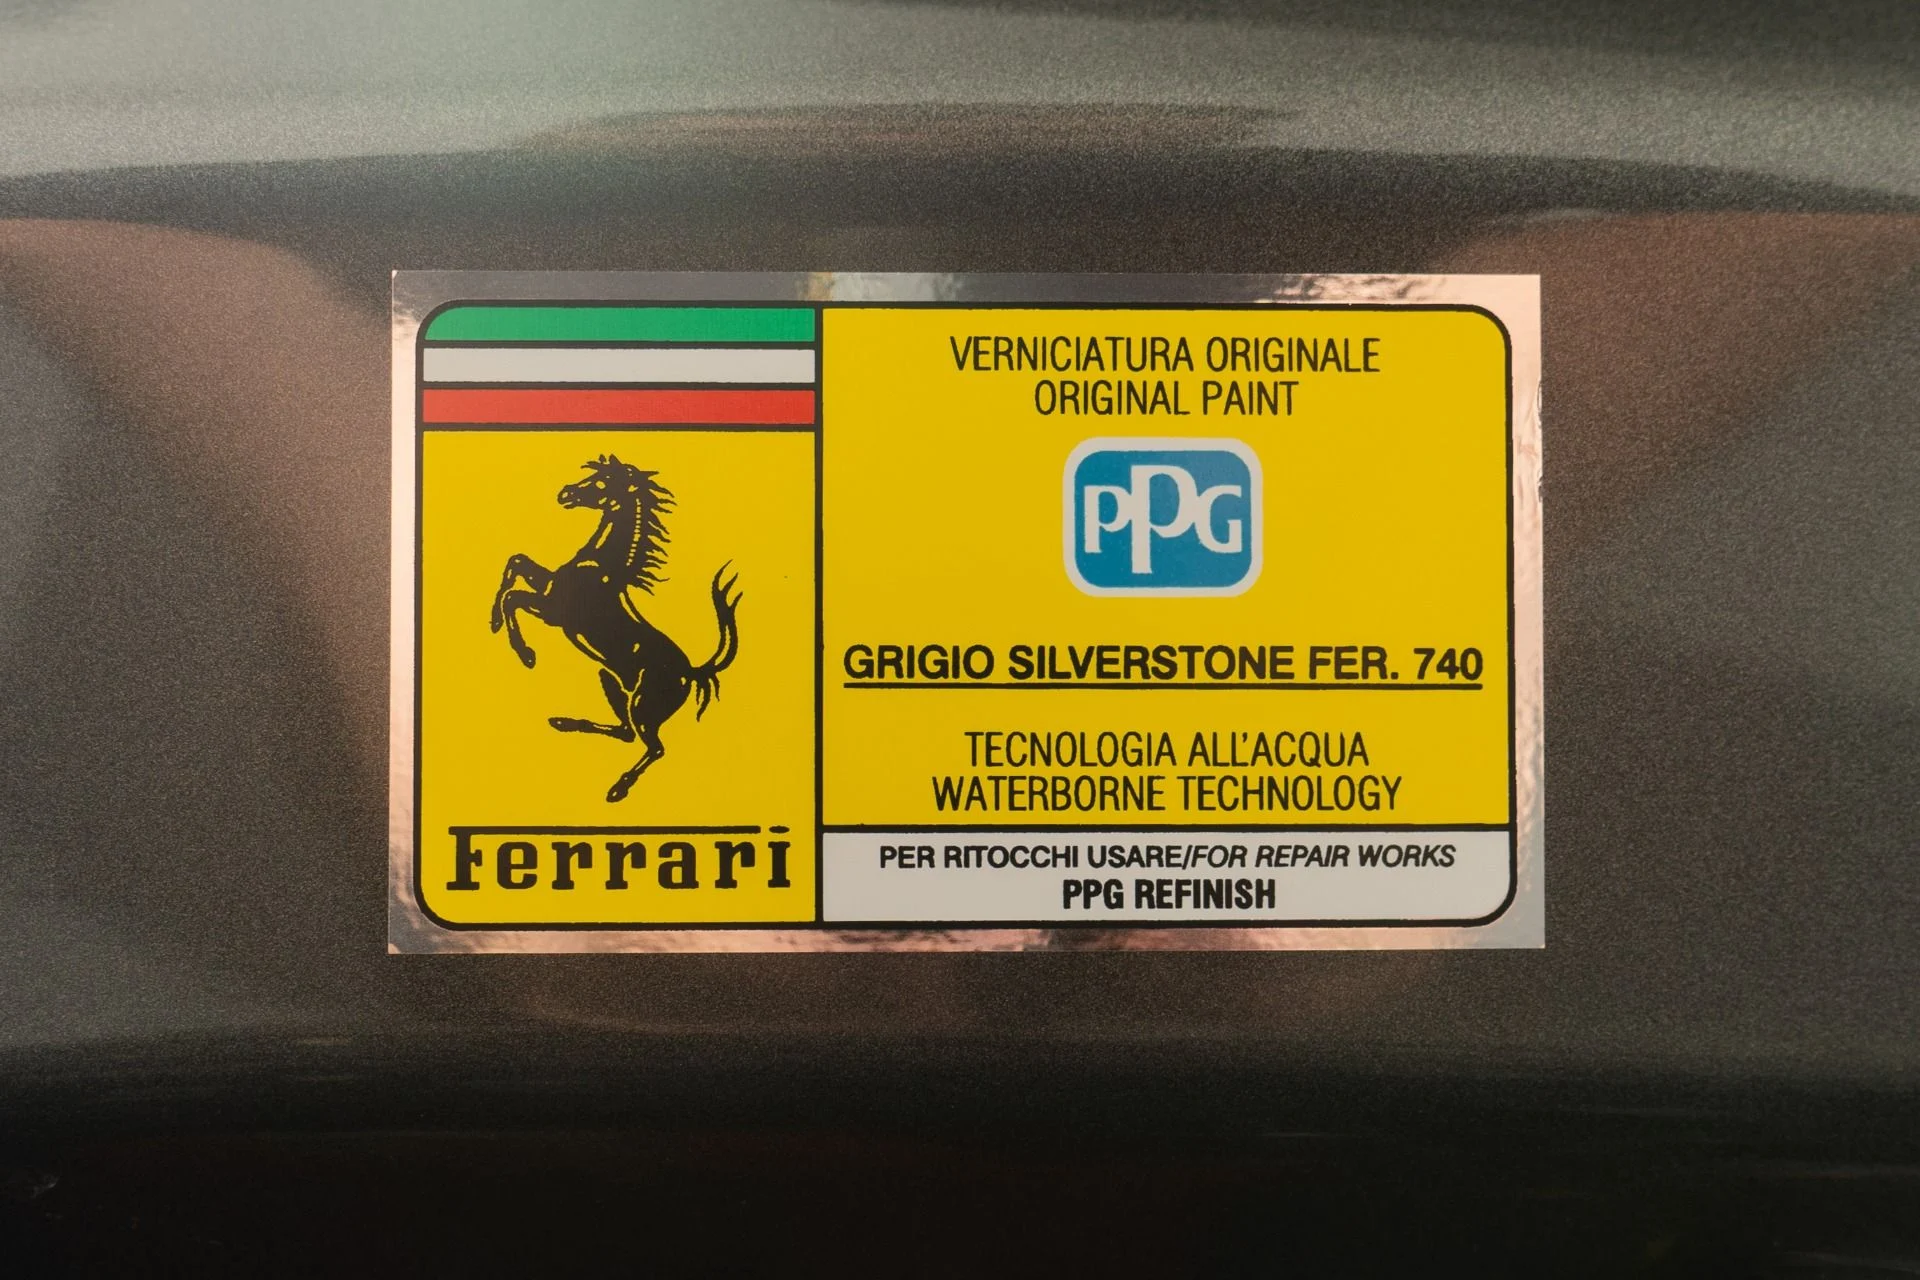 Ferrari
VERNICIATURA ORIGINALE
ORIGINAL PAINT
PPG
GRIGIO SILVERSTONE FER. 740
TECNOLOGIA ALL'ACQUA
WATERBORNE TECHNOLOGY
PER RITOCCHI USARE/FOR REPAIR WORKS
PPG REFINISH